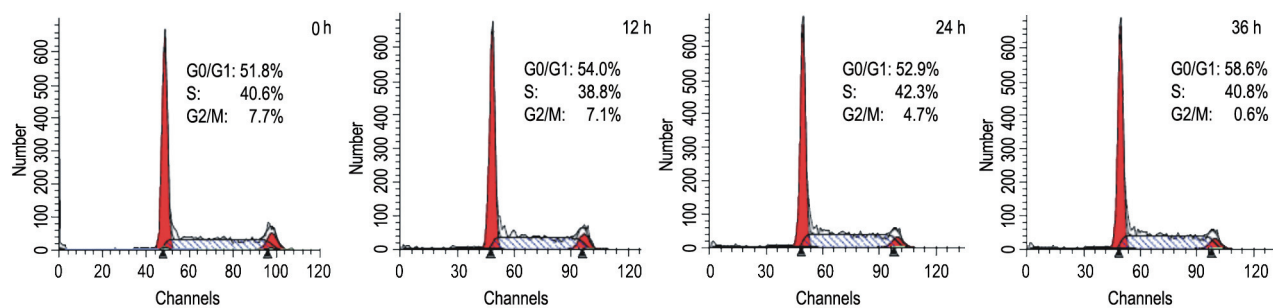 0 h
G0/G1: 51.8%
S: 40.6%
G2/M: 7.7%
Number
600
500
400
300
200
100
0
0 20 40 60 80 100 120
Channels
12 h
G0/G1: 54.0%
S: 38.8%
G2/M: 7.1%
Number
600
500
400
300
200
100
0
0 30 60 90 120
Channels
24 h
G0/G1: 52.9%
S: 42.3%
G2/M: 4.7%
Number
600
500
400
300
200
100
0
0 30 60 90 120
Channels
36 h
G0/G1: 58.6%
S: 40.8%
G2/M: 0.6%
Number
600
500
400
300
200
100
0
0 30 60 90 120
Channels